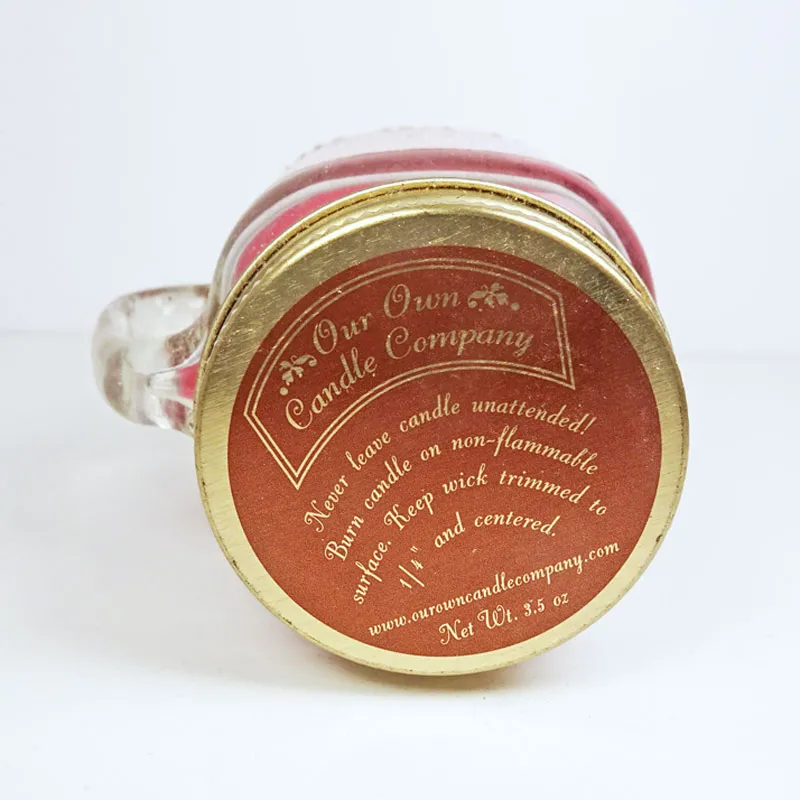 Our Own
Candle Company
Never leave candle unattended!
Burn candle on non-flammable
surface. Keep wick trimmed to
1/4" and centered.
www.ourowncandlecompany.com
Net Wt. 3.5 oz